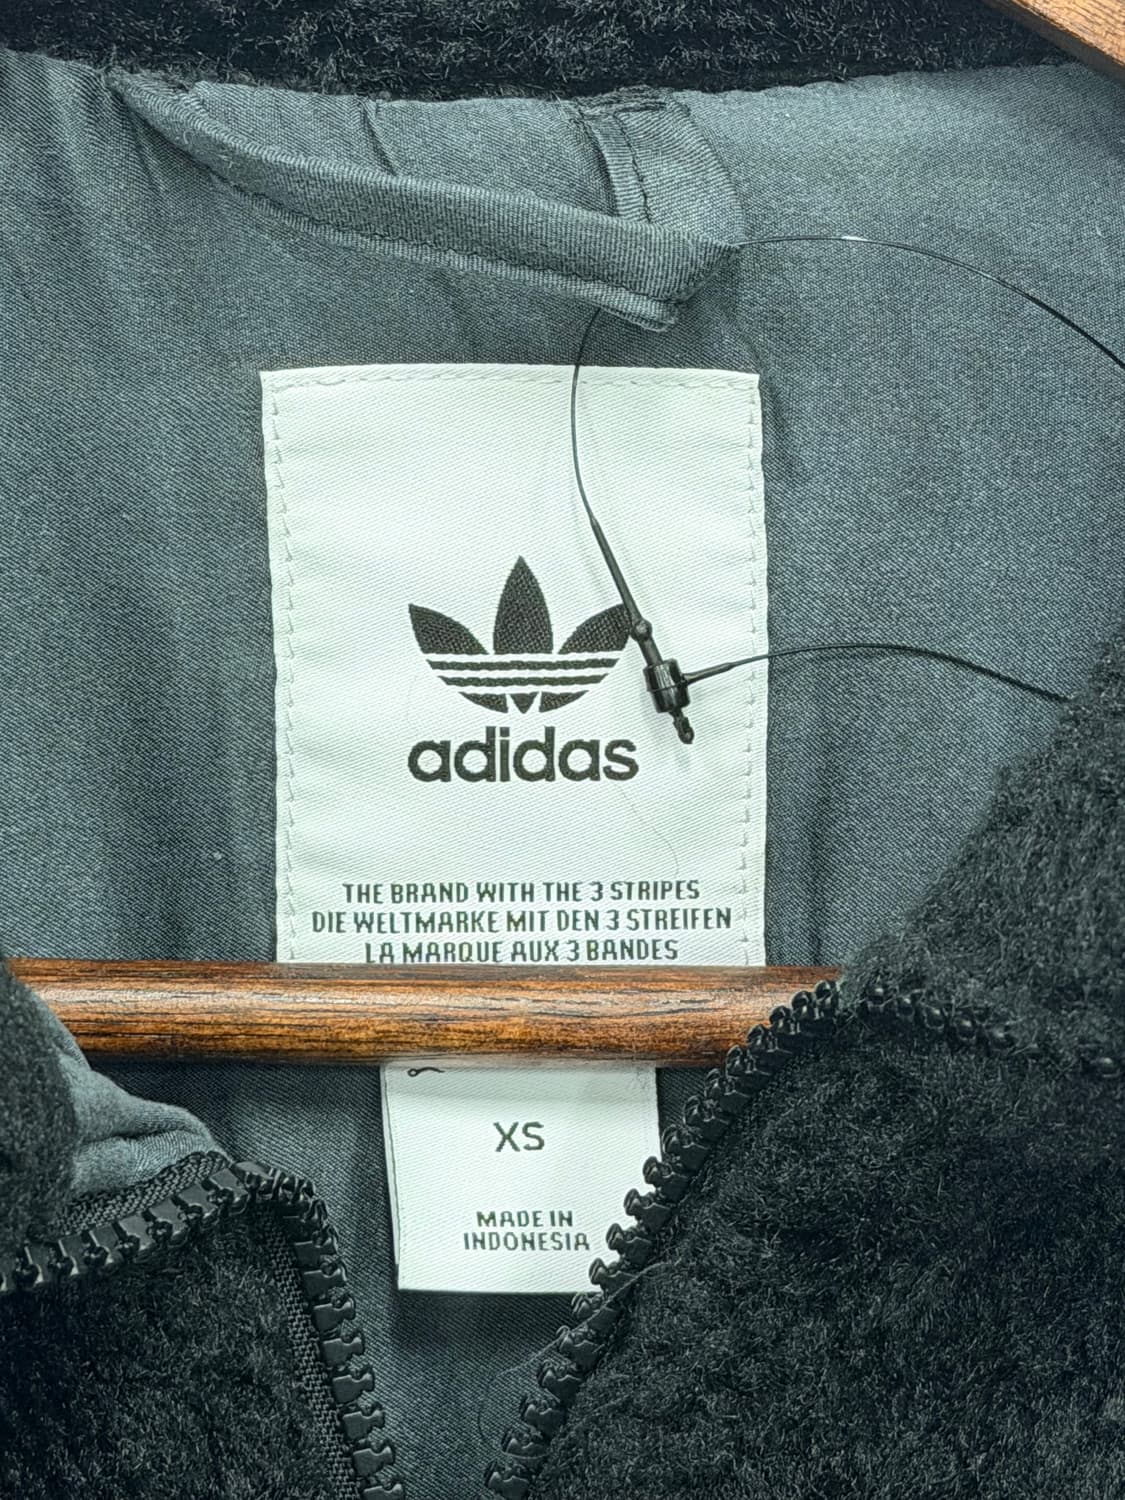 adidas
THE BRAND WITH THE 3 STRIPES
DIE WELTMARKE MIT DEN 3 STREIFEN
LA MARQUE AUX 3 BANDES
XS
MADE IN
INDONESIA